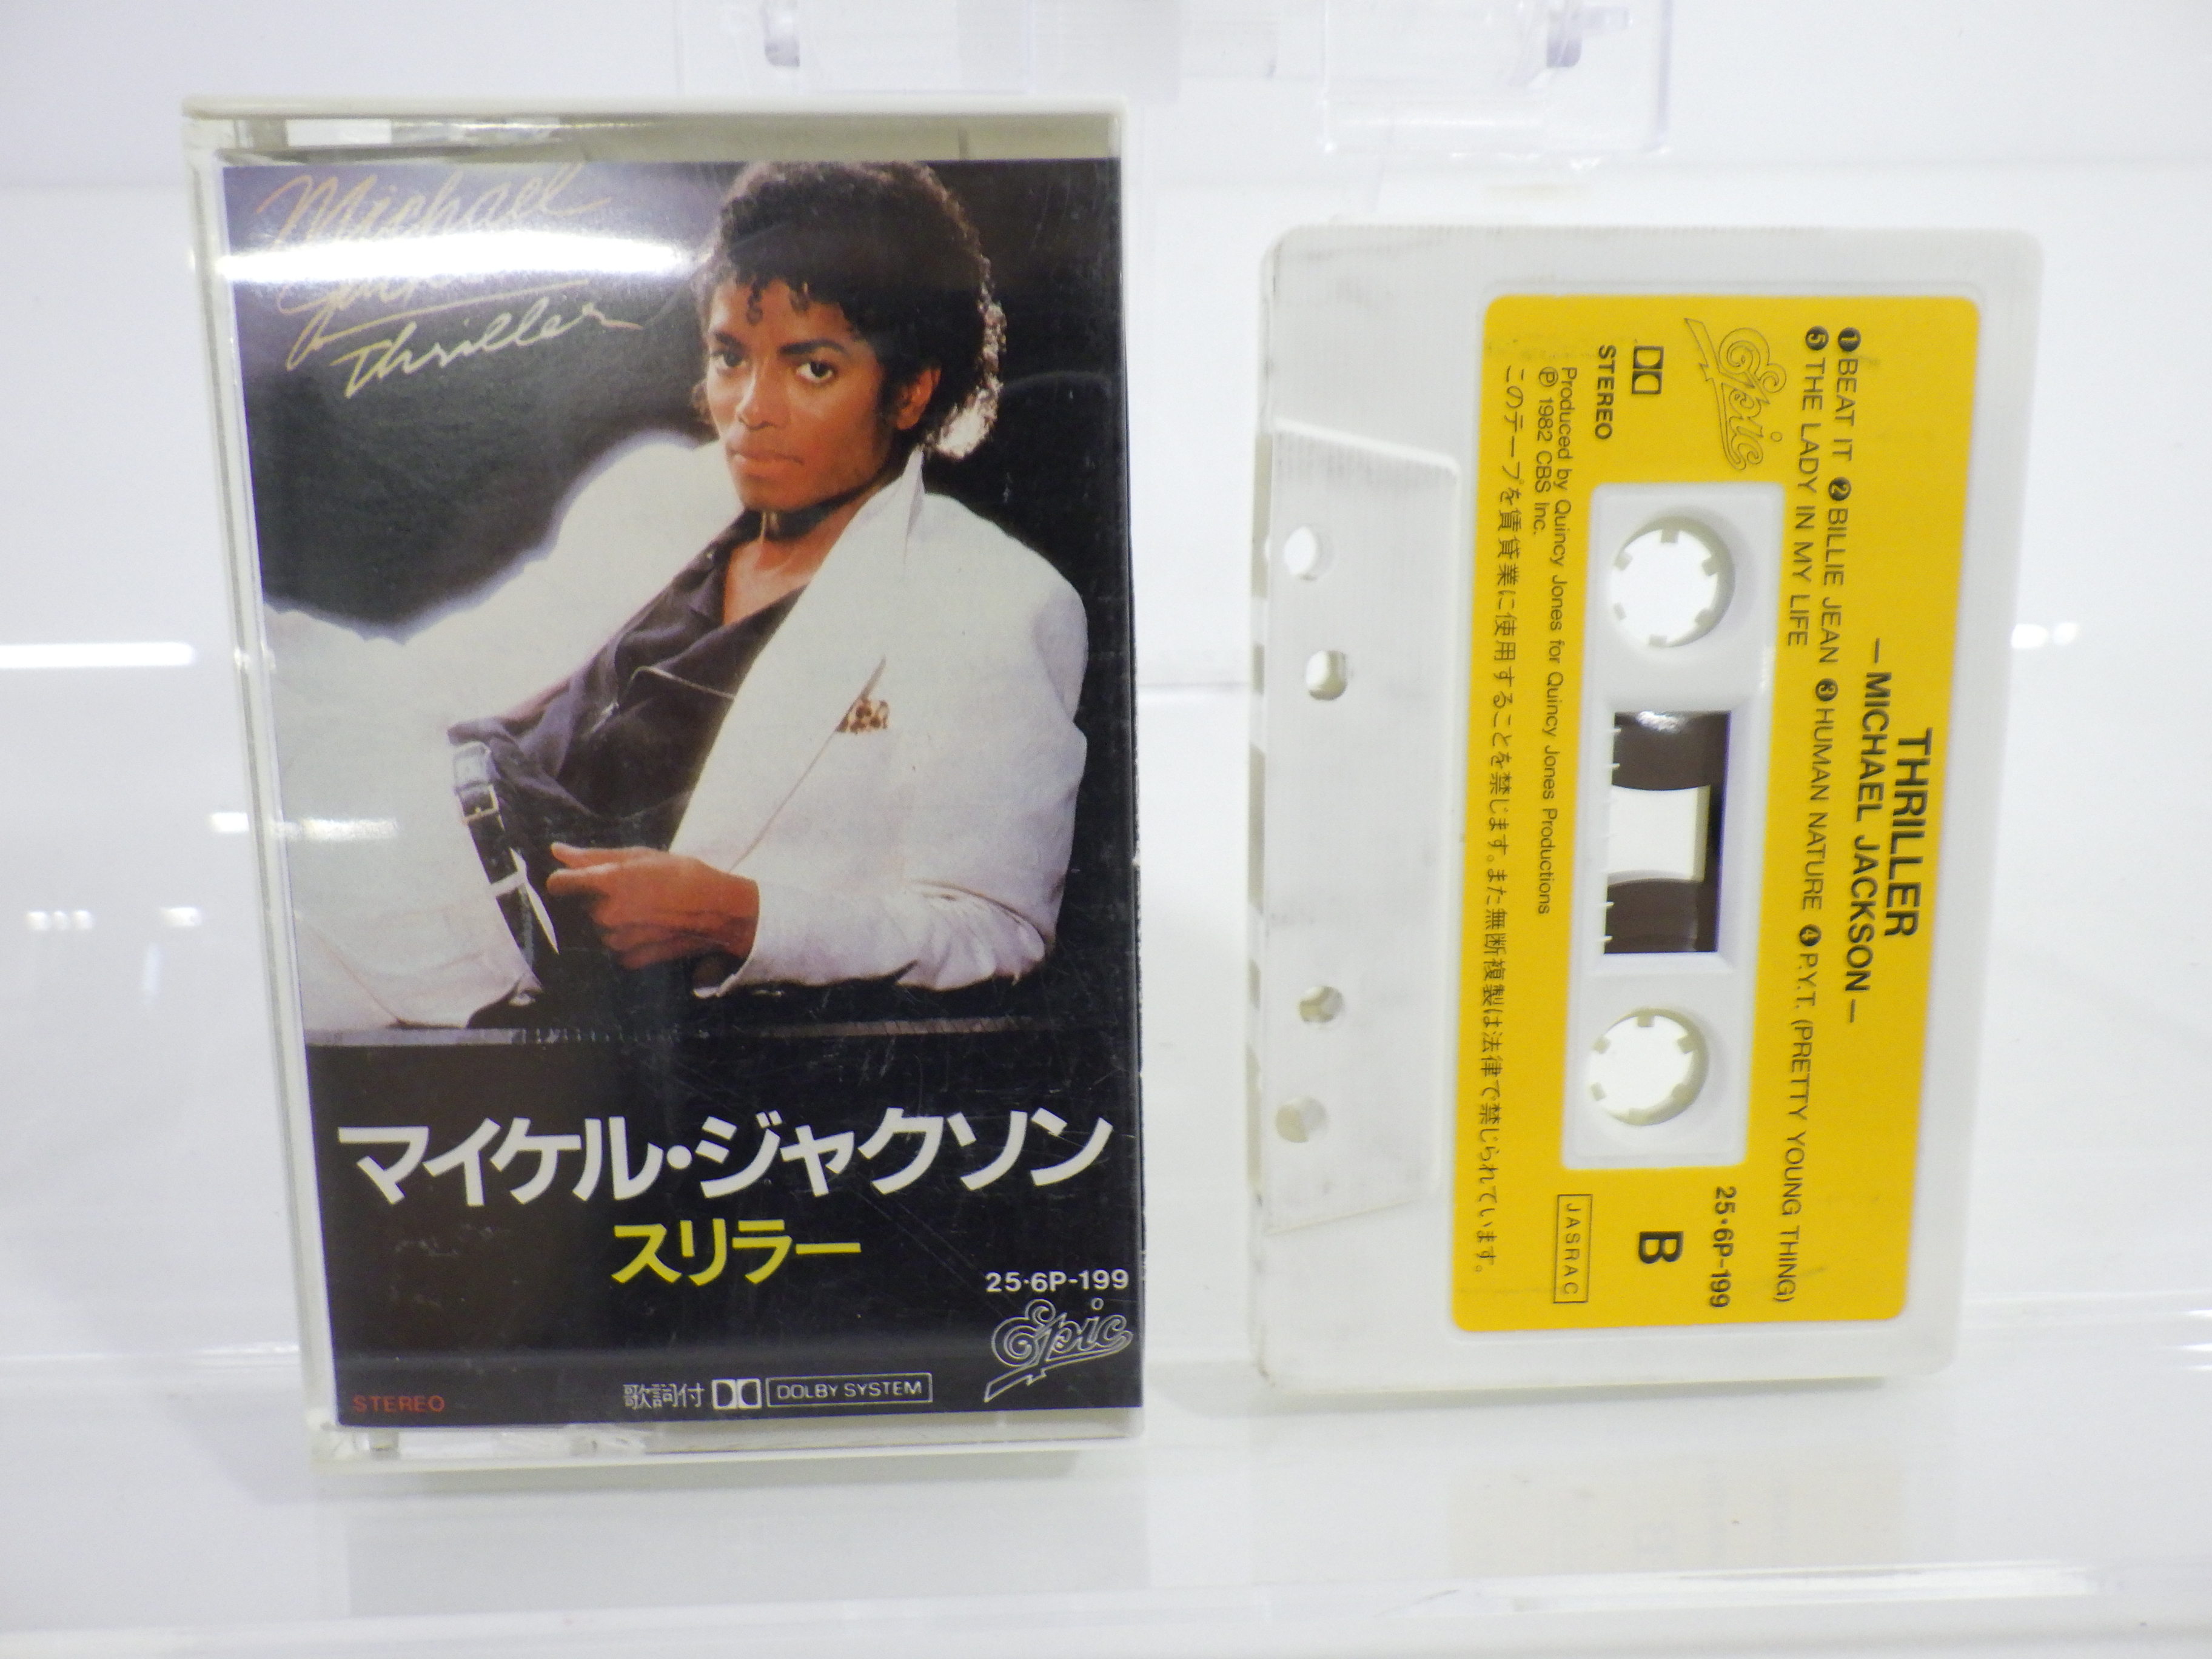 Michael
Thriller
マイケル・ジャクソン
スリラー
25・6P-199
Epic
STEREO
歌詞付 DOLBY SYSTEM
THRILLER
—MICHAEL JACKSON—
❶BEAT IT ❷BILLIE JEAN ❸HUMAN NATURE ❹P.Y.T. (PRETTY YOUNG THING)
❺THE LADY IN MY LIFE
Epic
25・6P-199
STEREO
B
JASRAC
Produced by Quincy Jones for Quincy Jones Productions
Ⓟ 1982 CBS Inc.
このテープを賃貸業に使用することを禁じます。また無断複製は法律で禁じられています。